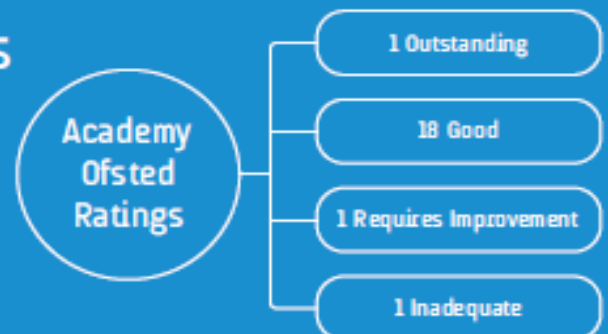 Academy
Ofsted
Ratings
1 Outstanding
18 Good
1 Requires Improvement
1 Inadequate